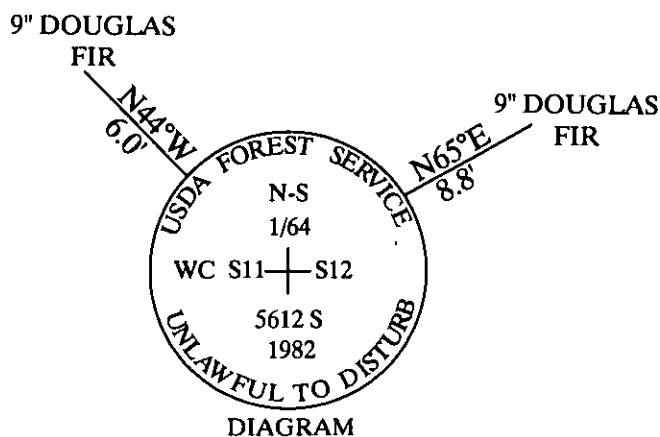 9" DOUGLAS
FIR
N44°W
6.0'
9" DOUGLAS
FIR
N65°E
8.8'
USDA FOREST SERVICE
N-S
1/64
WC S11 S12
5612 S
1982
UNLAWFUL TO DISTURB
DIAGRAM